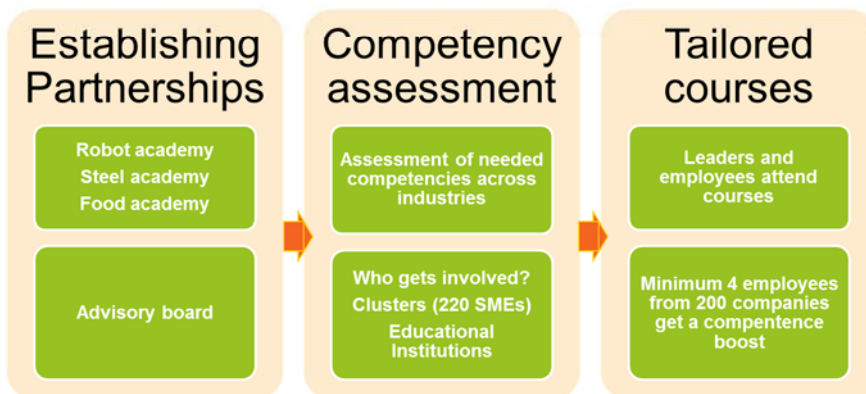 Establishing
Partnerships
Robot academy
Steel academy
Food academy
Advisory board
Competency
assessment
Assessment of needed
competencies across
industries
Who gets involved?
Clusters (220 SMEs)
Educational
Institutions
Tailored
courses
Leaders and
employees attend
courses
Minimum 4 employees
from 200 companies
get a compentence
boost